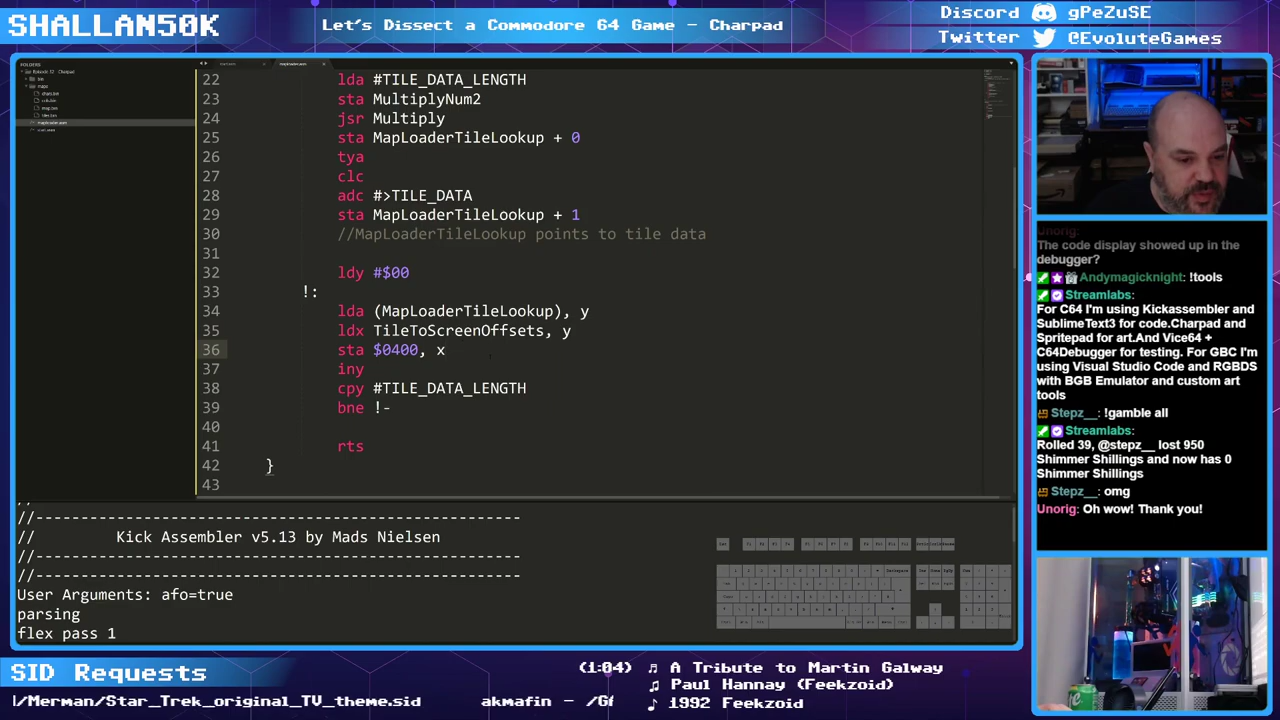 SHALLAN50K
Let's Dissect a Commodore 64 Game - Charpad
Discord gPeZuSE
Twitter @EvoluteGames
FOLDERS
22 lda #TILE_DATA_LENGTH
23 sta MultiplyNum2
24 jsr Multiply
25 sta MapLoaderTileLookup + 0
26 tya
27 clc
28 adc #>TILE_DATA
29 sta MapLoaderTileLookup + 1
30 //MapLoaderTileLookup points to tile data
31
32 ldy #$00
33 !:
34 lda (MapLoaderTileLookup), y
35 ldx TileToScreenOffsets, y
36 sta $0400, x
37 iny
38 cpy #TILE_DATA_LENGTH
39 bne !-
40
41 rts
42 }
43
//------------------------------------------------------
// Kick Assembler v5.13 by Mads Nielsen
//------------------------------------------------------
//------------------------------------------------------
User Arguments: afo=true
parsing
flex pass 1
Unorig:
The code display showed up in the
debugger?
Andymagicknight: !tools
Streamlabs:
For C64 I'm using Kickassembler and
SublimeText3 for code.Charpad and
Spritepad for art.And Vice64 +
C64Debugger for testing. For GBC I'm
using Visual Studio Code and RGBDS
with BGB Emulator and custom art
tools
Stepz__: !gamble all
Streamlabs:
Rolled 39, @stepz__ lost 950
Shimmer Shillings and now has 0
Shimmer Shillings
Stepz__: omg
Unorig: Oh wow! Thank you!
SID Requests
/Merman/Star_Trek_original_TV_theme.sid akmafin - /Gf
(1:04) ♫ A Tribute to Martin Galway
♫ Paul Hannay (Feekzoid)
♪ 1992 Feekzoid